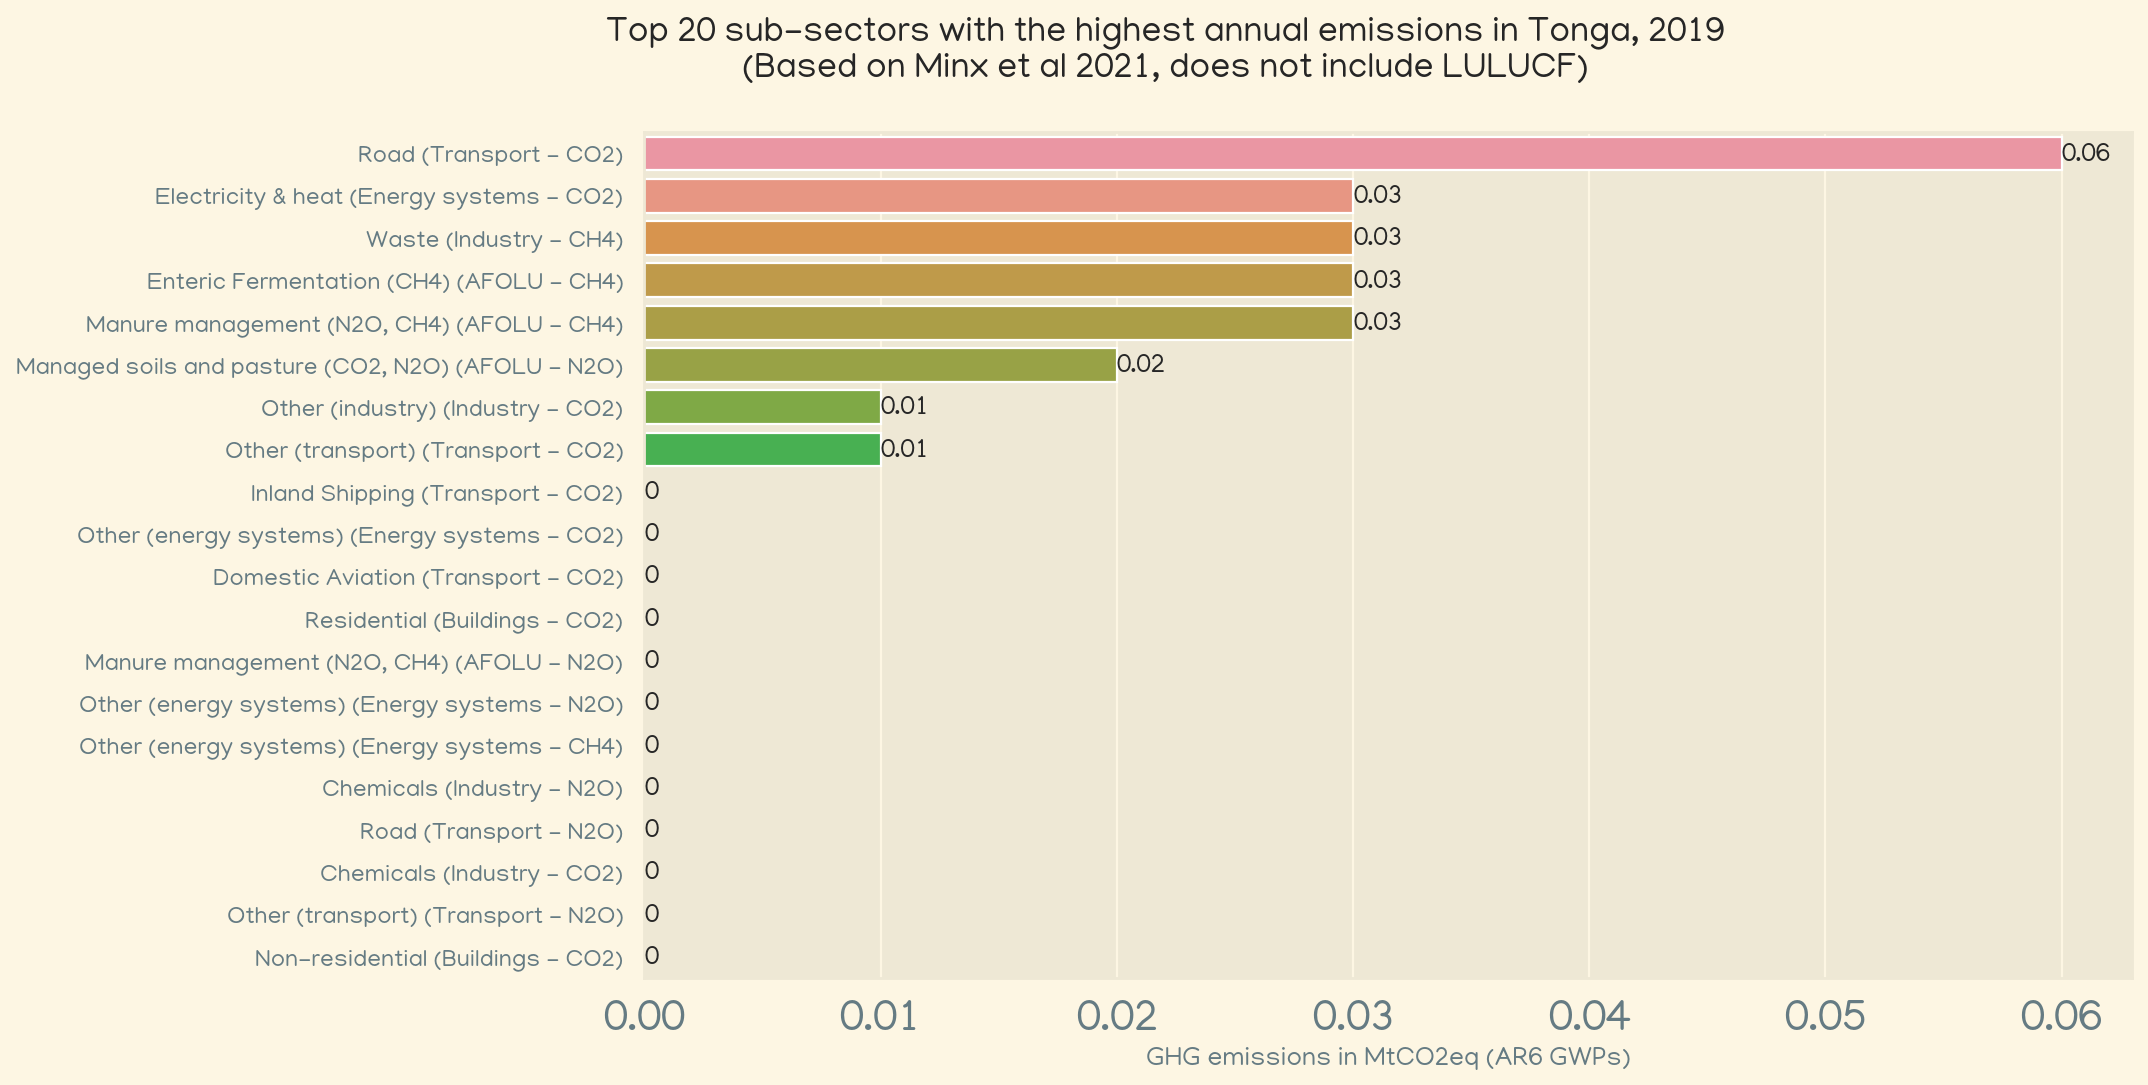 Top 20 sub-sectors with the highest annual emissions in Tonga, 2019
(Based on Minx et al 2021, does not include LULUCF)
Road (Transport - CO2) 0.06
Electricity & heat (Energy systems - CO2) 0.03
Waste (Industry - CH4) 0.03
Enteric Fermentation (CH4) (AFOLU - CH4) 0.03
Manure management (N2O, CH4) (AFOLU - CH4) 0.03
Managed soils and pasture (CO2, N2O) (AFOLU - N2O) 0.02
Other (industry) (Industry - CO2) 0.01
Other (transport) (Transport - CO2) 0.01
Inland Shipping (Transport - CO2) 0
Other (energy systems) (Energy systems - CO2) 0
Domestic Aviation (Transport - CO2) 0
Residential (Buildings - CO2) 0
Manure management (N2O, CH4) (AFOLU - N2O) 0
Other (energy systems) (Energy systems - N2O) 0
Other (energy systems) (Energy systems - CH4) 0
Chemicals (Industry - N2O) 0
Road (Transport - N2O) 0
Chemicals (Industry - CO2) 0
Other (transport) (Transport - N2O) 0
Non-residential (Buildings - CO2) 0
0.00 0.01 0.02 0.03 0.04 0.05 0.06
GHG emissions in MtCO2eq (AR6 GWPs)